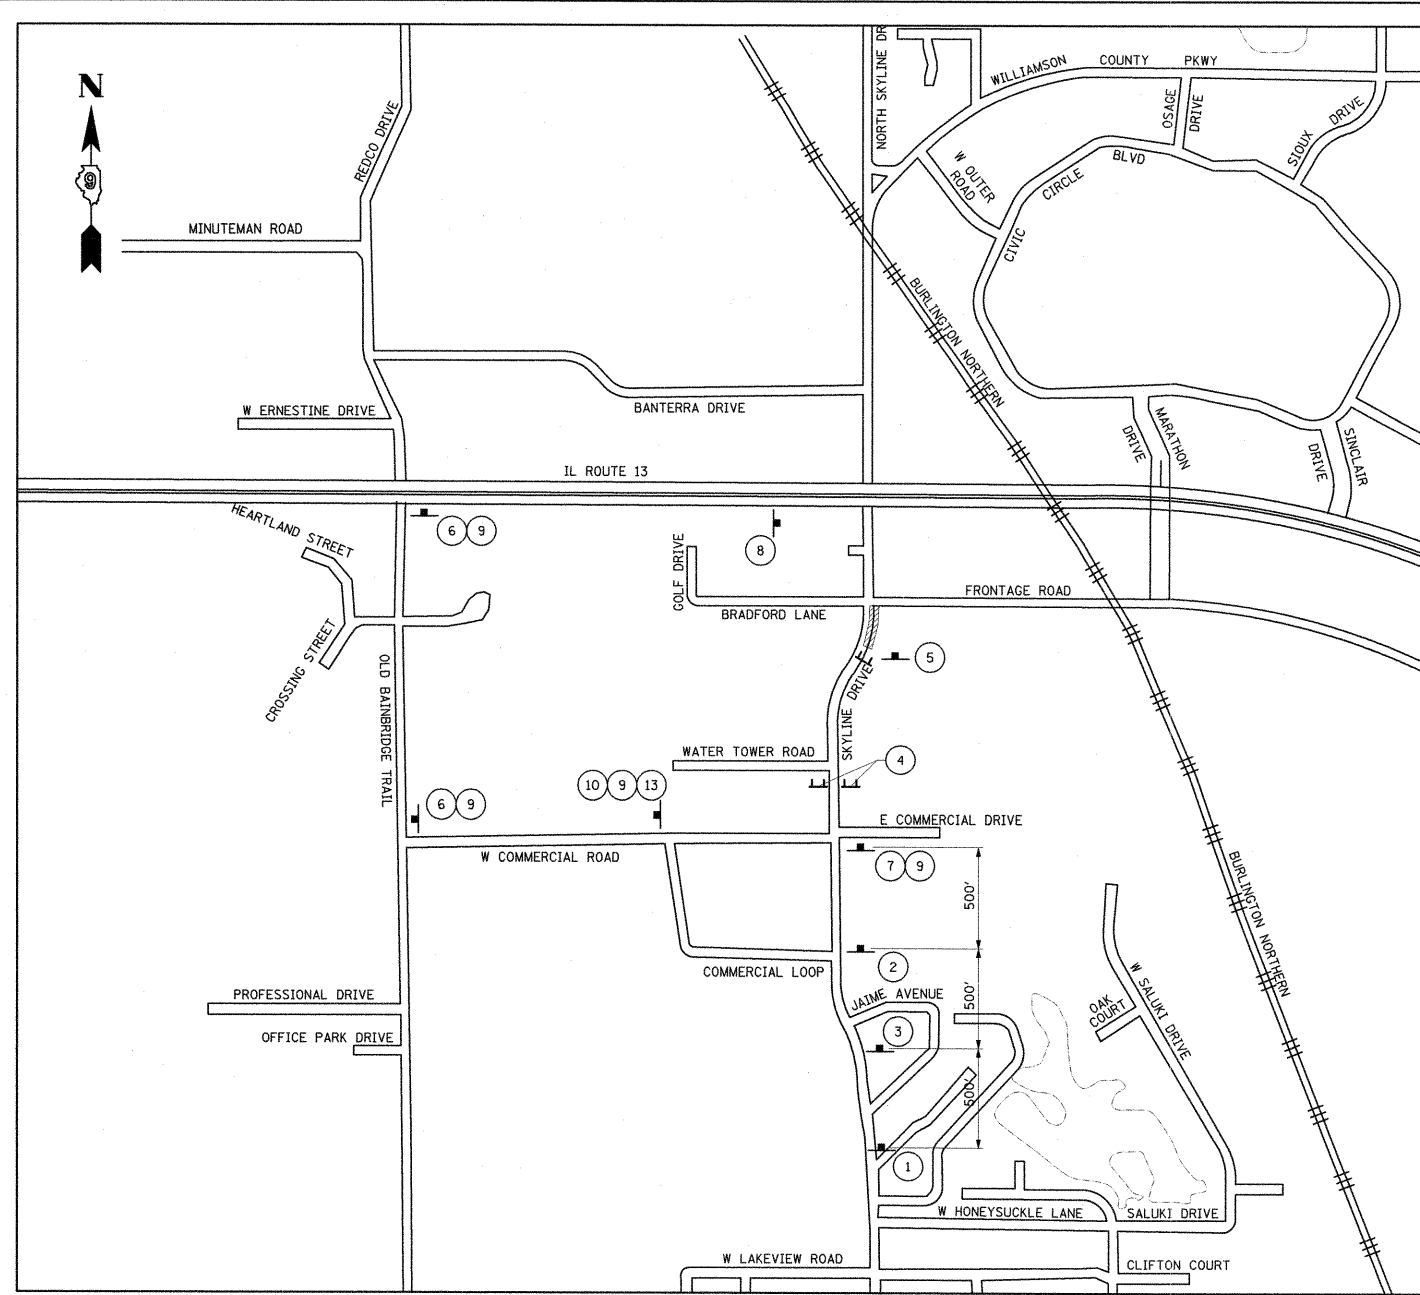 N
9
REDCO DRIVE
MINUTEMAN ROAD
NORTH SKYLINE DR
WILLIAMSON COUNTY PKWY
OSAGE
DRIVE
SIOUX DRIVE
W OUTER
ROAD
CIVIC CIRCLE BLVD
BURLINGTON NORTHERN
W ERNESTINE DRIVE
BANTERRA DRIVE
MARATHON
DRIVE
SINCLAIR
DRIVE
IL ROUTE 13
HEARTLAND STREET
6 9
8
GOLF DRIVE
BRADFORD LANE
FRONTAGE ROAD
CROSSING STREET
OLD BAINBRIDGE TRAIL
5
SKYLINE DRIVE
WATER TOWER ROAD
4
10 9 13
6 9
E COMMERCIAL DRIVE
W COMMERCIAL ROAD
7 9
500'
BURLINGTON NORTHERN
2
COMMERCIAL LOOP
PROFESSIONAL DRIVE
JAIME AVENUE
500'
OAK
COURT
W SALUKI DRIVE
OFFICE PARK DRIVE
3
500'
1
W HONEYSUCKLE LANE
SALUKI DRIVE
W LAKEVIEW ROAD
CLIFTON COURT